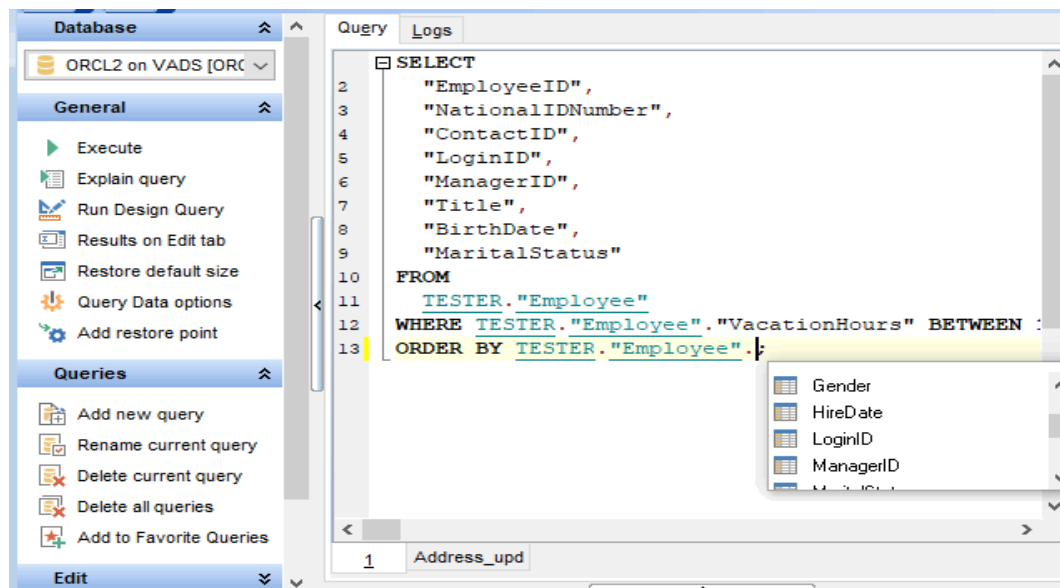 Database
ORCL2 on VADS [ORC
General
Execute
Explain query
Run Design Query
Results on Edit tab
Restore default size
Query Data options
Add restore point
Queries
Add new query
Rename current query
Delete current query
Delete all queries
Add to Favorite Queries
Edit
Query Logs
SELECT
2 "EmployeeID",
3 "NationalIDNumber",
4 "ContactID",
5 "LoginID",
6 "ManagerID",
7 "Title",
8 "BirthDate",
9 "MaritalStatus"
10 FROM
11 TESTER."Employee"
12 WHERE TESTER."Employee"."VacationHours" BETWEEN
13 ORDER BY TESTER."Employee".;
Gender
HireDate
LoginID
ManagerID
1 Address_upd